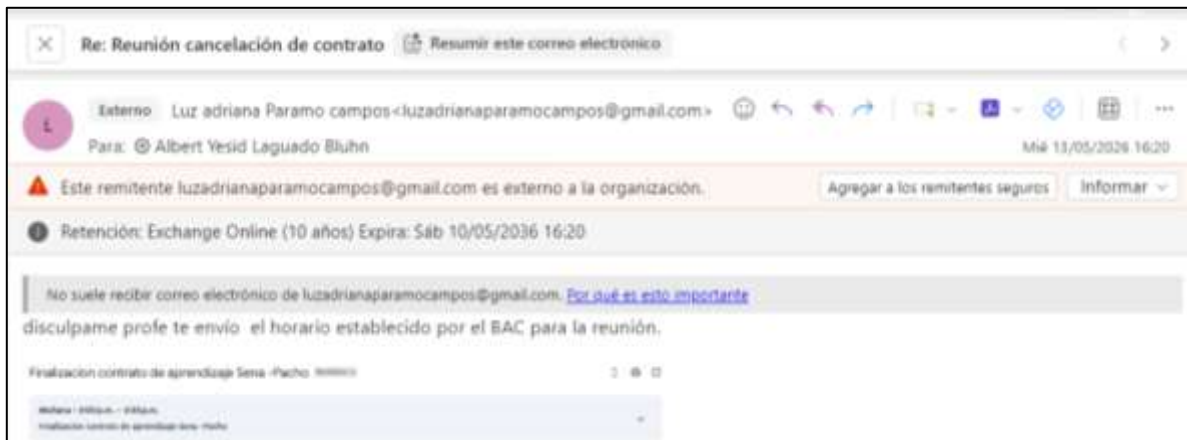 Re: Reunión cancelación de contrato Resumir este correo electrónico
L
Externo Luz adriana Paramo campos<luzadrianaparamocampos@gmail.com>
Para: Albert Yesid Laguado Bluhn
Mié 13/05/2026 16:20
Este remitente luzadrianaparamocampos@gmail.com es externo a la organización. Agregar a los remitentes seguros Informar
Retención: Exchange Online (10 años) Expira: Sáb 10/05/2036 16:20
No suele recibir correo electrónico de luzadrianaparamocampos@gmail.com. Por qué es esto importante
disculpame profe te envío el horario establecido por el BAC para la reunión.
Finalizacion contrato de aprendizaje Sena -Pacho
Finalizacion contrato de aprendizaje Sena -Pacho